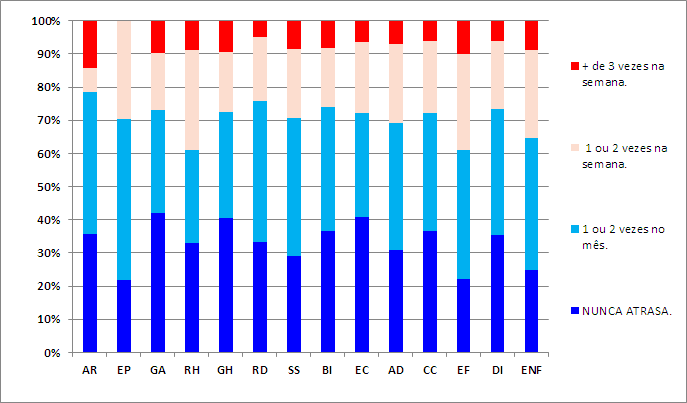 100%
90%
80%
70%
60%
50%
40%
30%
20%
10%
0%
AR EP GA RH GH RD SS BI EC AD CC EF DI ENF
+ de 3 vezes na
semana.
1 ou 2 vezes na
semana.
1 ou 2 vezes no
mês.
NUNCA ATRASA.